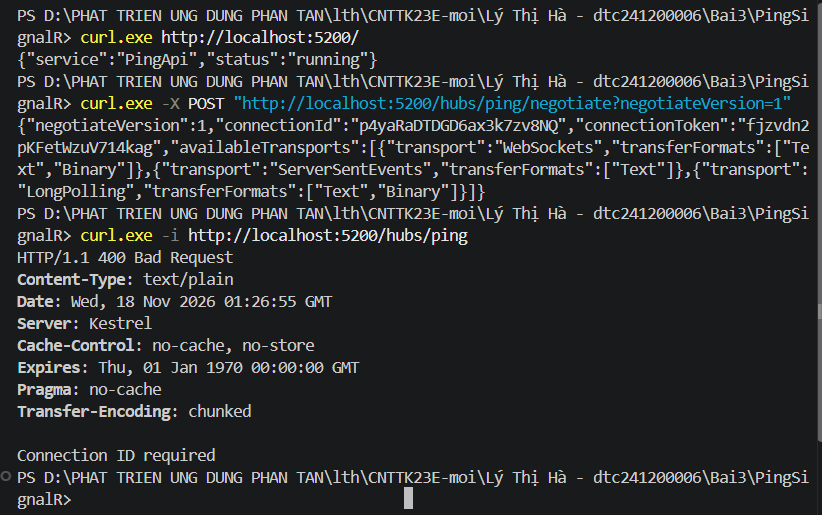 PS D:\PHAT TRIEN UNG DUNG PHAN TAN\lth\CNTTK23E-moi\Lý Thị Hà - dtc241200006\Bai3\PingSi
gnalR> curl.exe http://localhost:5200/
{"service":"PingApi","status":"running"}
PS D:\PHAT TRIEN UNG DUNG PHAN TAN\lth\CNTTK23E-moi\Lý Thị Hà - dtc241200006\Bai3\PingSi
gnalR> curl.exe -X POST "http://localhost:5200/hubs/ping/negotiate?negotiateVersion=1"
{"negotiateVersion":1,"connectionId":"p4yaRaDTDGD6ax3k7zv8NQ","connectionToken":"fjzvdn2
pKFetWzuV714kag","availableTransports":[{"transport":"WebSockets","transferFormats":["Te
xt","Binary"]},{"transport":"ServerSentEvents","transferFormats":["Text"]},{"transport":
"LongPolling","transferFormats":["Text","Binary"]}]}
PS D:\PHAT TRIEN UNG DUNG PHAN TAN\lth\CNTTK23E-moi\Lý Thị Hà - dtc241200006\Bai3\PingSi
gnalR> curl.exe -i http://localhost:5200/hubs/ping
HTTP/1.1 400 Bad Request
Content-Type: text/plain
Date: Wed, 18 Nov 2026 01:26:55 GMT
Server: Kestrel
Cache-Control: no-cache, no-store
Expires: Thu, 01 Jan 1970 00:00:00 GMT
Pragma: no-cache
Transfer-Encoding: chunked

Connection ID required
PS D:\PHAT TRIEN UNG DUNG PHAN TAN\lth\CNTTK23E-moi\Lý Thị Hà - dtc241200006\Bai3\PingSi
gnalR>